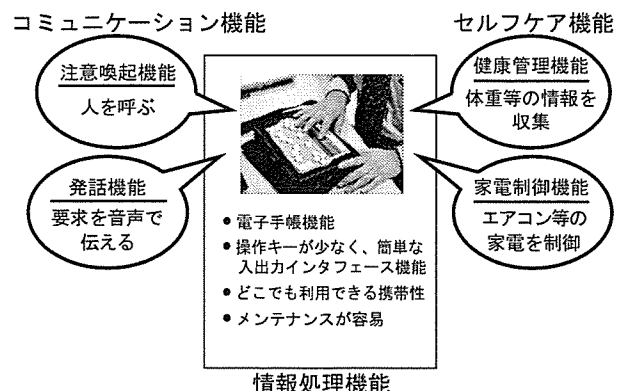 コミュニケーション機能
セルフケア機能
注意喚起機能
人を呼ぶ
健康管理機能
体重等の情報を
収集
発話機能
要求を音声で
伝える
家電制御機能
エアコン等の
家電を制御
● 電子手帳機能
● 操作キーが少なく、簡単な
入出力インタフェース機能
● どこでも利用できる携帯性
● メンテナンスが容易
情報処理機能